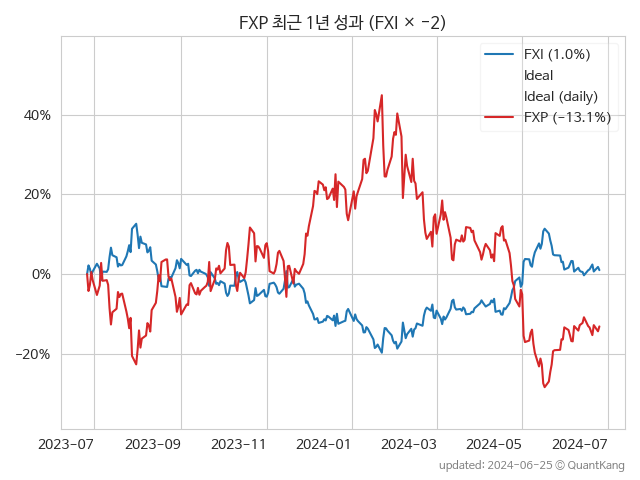 FXP 최근 1년 성과 (FXI × −2)
FXI (1.0%)
Ideal
Ideal (daily)
FXP (−13.1%)
40%
20%
0%
−20%
2023-07 2023-09 2023-11 2024-01 2024-03 2024-05 2024-07
updated: 2024-06-25 © QuantKang